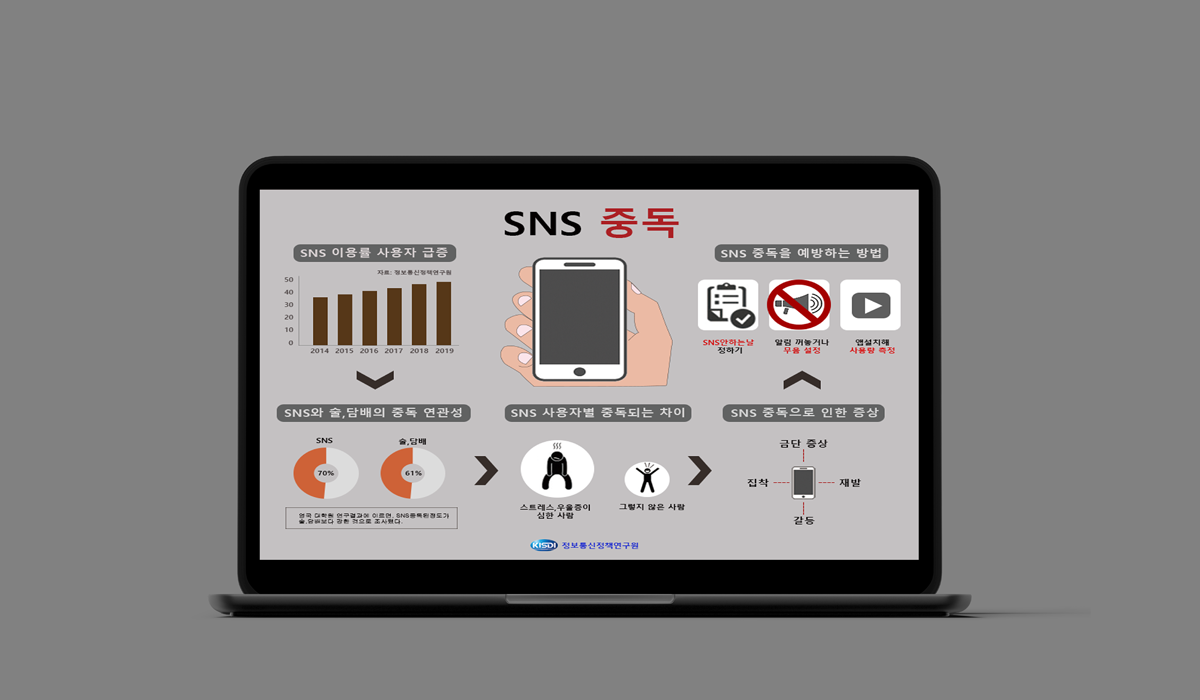 SNS 중독
SNS 이용률 사용자 급증
자료: 정보통신정책연구원
50
40
30
20
10
0
2014 2015 2016 2017 2018 2019
SNS와 술,담배의 중독 연관성
SNS
70%
술,담배
61%
영국 대학원 연구결과에 이르면, SNS중독된정도가
술,담배보다 강한 것으로 조사됐다.
SNS 사용자별 중독되는 차이
스트레스,우울증이
심한 사람
그렇지 않은 사람
SNS 중독으로 인한 증상
금단 증상
집착
재발
갈등
SNS 중독을 예방하는 방법
SNS안하는날
정하기
알림 꺼놓거나
무음 설정
앱설치해
사용량 측정
KISDI 정보통신정책연구원